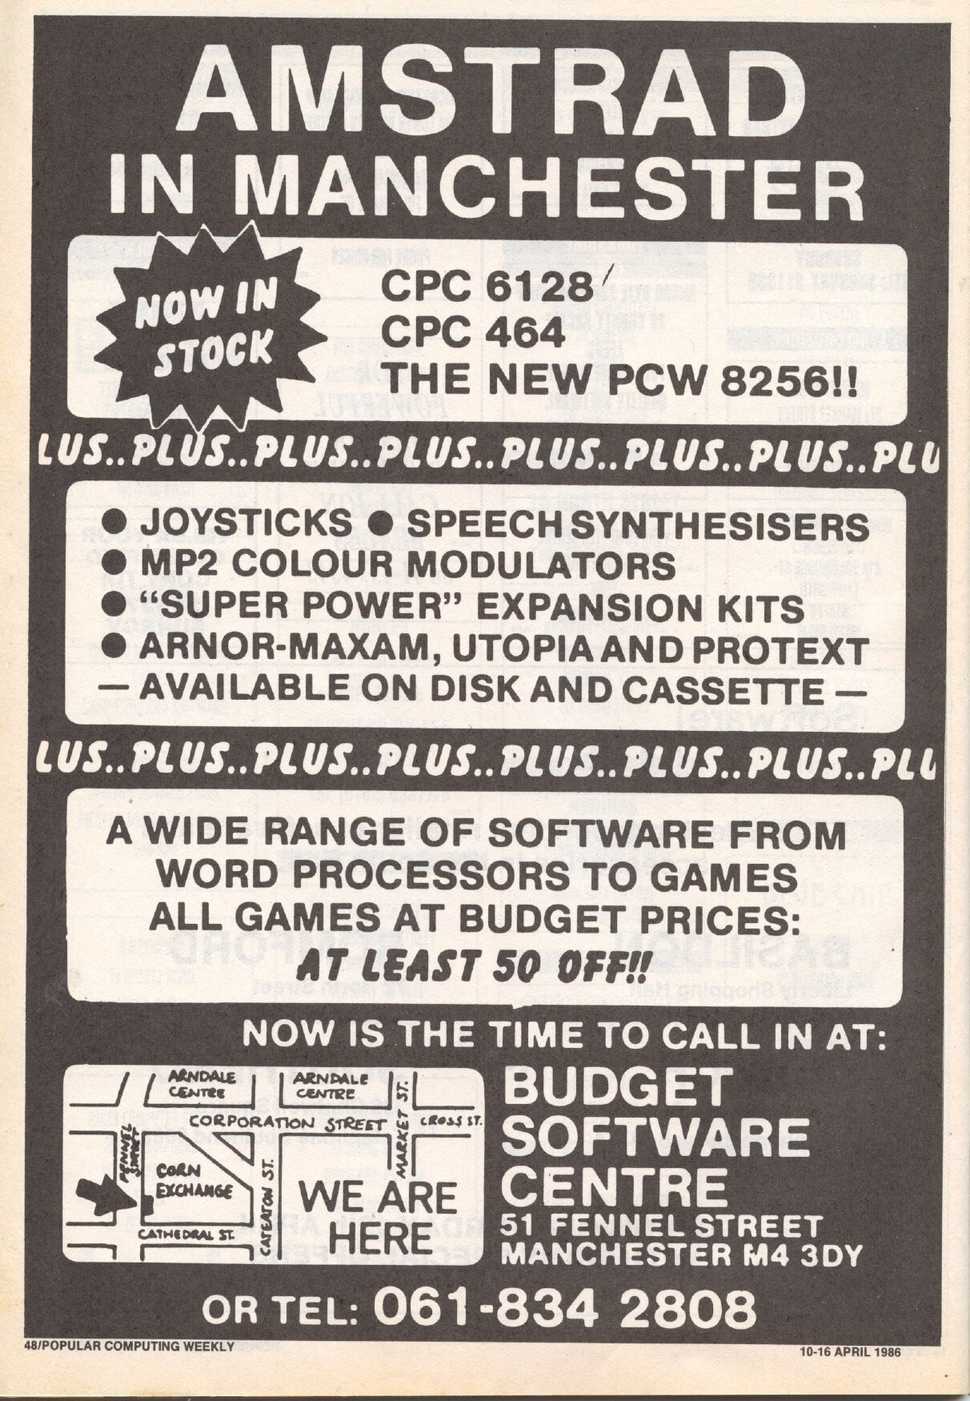 AMSTRAD
IN MANCHESTER
NOW IN
STOCK
CPC 6128
CPC 464
THE NEW PCW 8256!!
LUS..PLUS..PLUS..PLUS..PLUS..PLUS..PLUS..PLU
● JOYSTICKS ● SPEECH SYNTHESISERS
● MP2 COLOUR MODULATORS
● “SUPER POWER” EXPANSION KITS
● ARNOR-MAXAM, UTOPIA AND PROTEXT
— AVAILABLE ON DISK AND CASSETTE —
LUS..PLUS..PLUS..PLUS..PLUS..PLUS..PLUS..PLU
A WIDE RANGE OF SOFTWARE FROM
WORD PROCESSORS TO GAMES
ALL GAMES AT BUDGET PRICES:
AT LEAST 50 OFF!!
NOW IS THE TIME TO CALL IN AT:
ARNDALE
CENTRE
ARNDALE
CENTRE
CORPORATION STREET
MARKET ST.
CROSS ST.
FENNEL
STREET
CORN
EXCHANGE
CATEATON ST.
CATHEDRAL ST.
WE ARE
HERE
BUDGET
SOFTWARE
CENTRE
51 FENNEL STREET
MANCHESTER M4 3DY
OR TEL: 061-834 2808
48/POPULAR COMPUTING WEEKLY
10-16 APRIL 1986